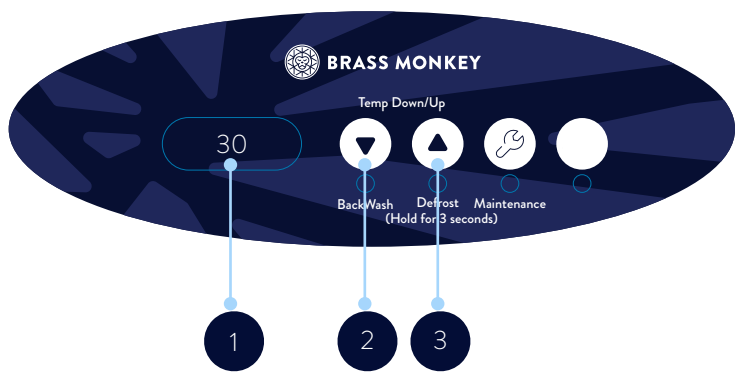 BRASS MONKEY
Temp Down/Up
30
BackWash
Defrost
(Hold for 3 seconds)
Maintenance
1
2
3